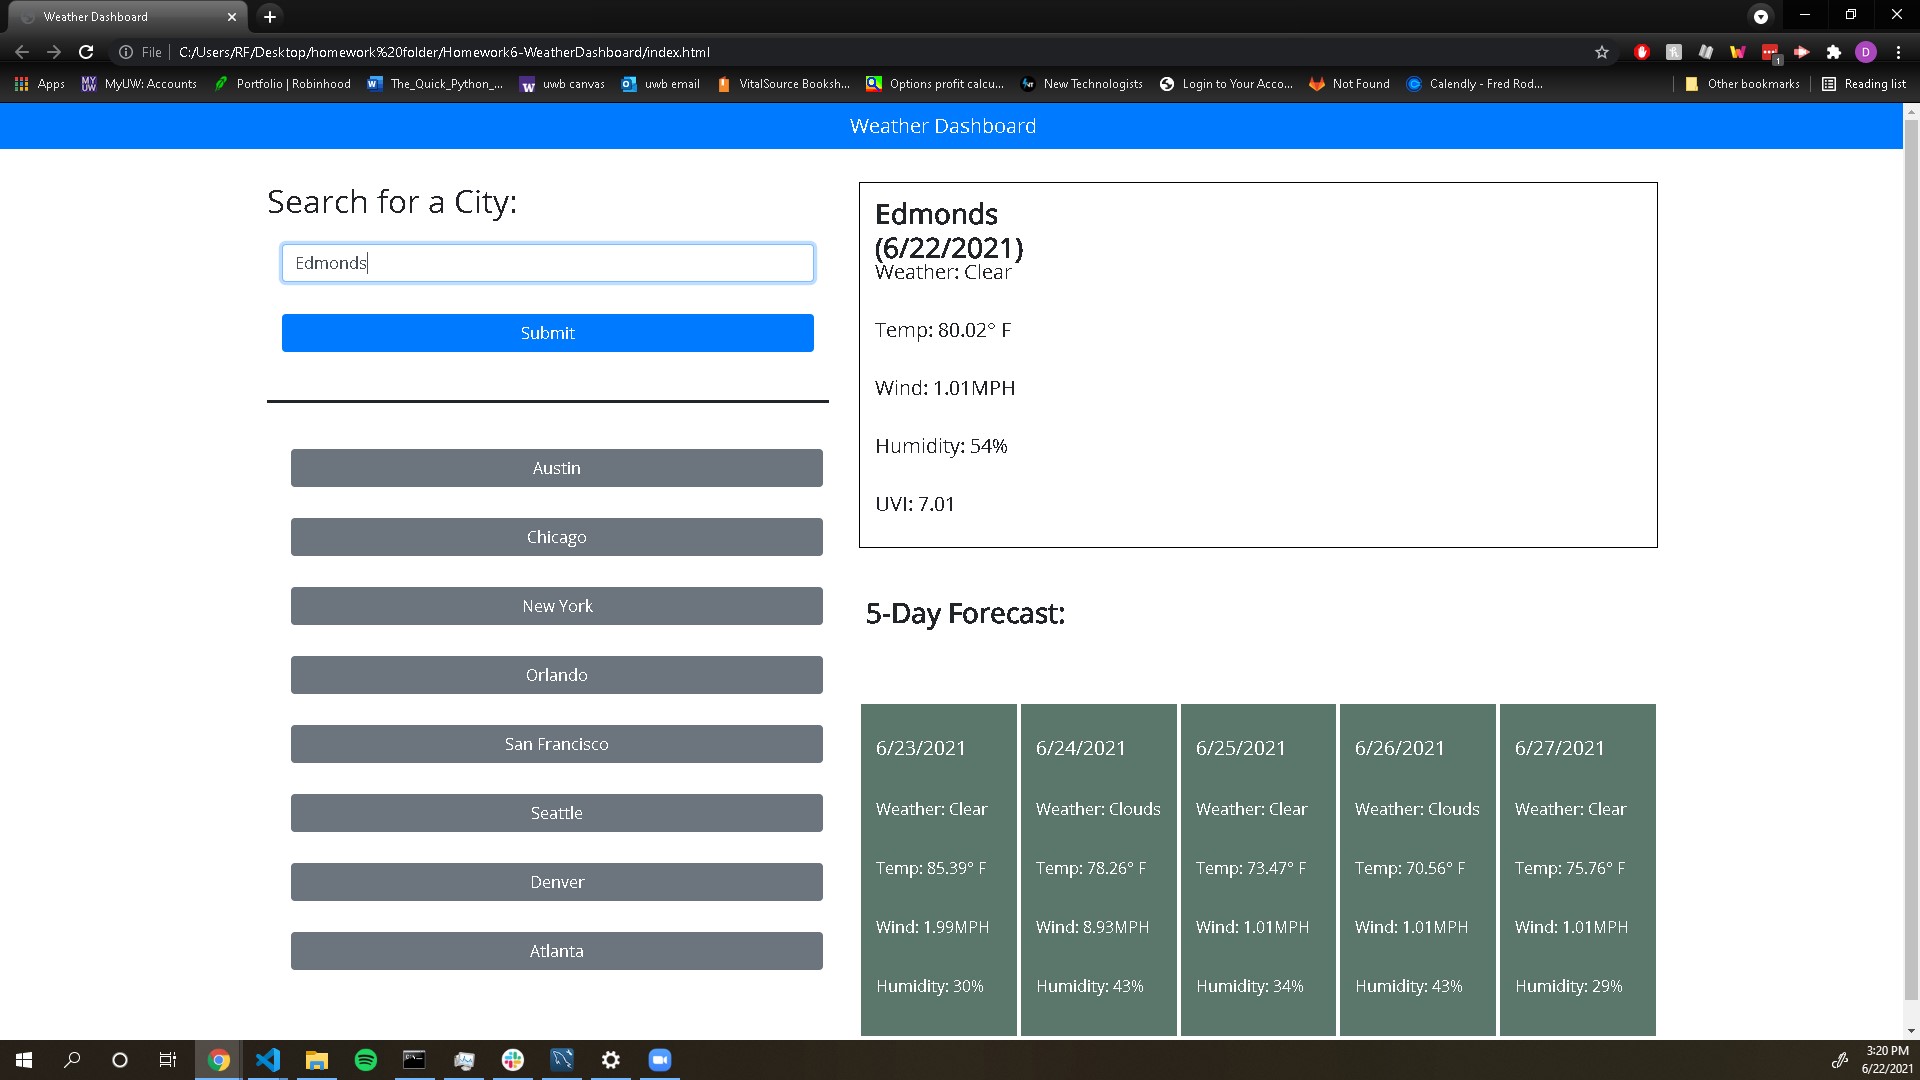 Weather Dashboard
File
C:/Users/RF/Desktop/homework%20folder/Homework6-WeatherDashboard/index.html
D
1
Apps
MyUW: Accounts
Portfolio | Robinhood
The_Quick_Python_...
uwb canvas
uwb email
VitalSource Booksh...
Options profit calcu...
New Technologists
Login to Your Acco...
Not Found
Calendly - Fred Rod...
Other bookmarks
Reading list
Weather Dashboard
Search for a City:
Edmonds
Submit
Austin
Chicago
New York
Orlando
San Francisco
Seattle
Denver
Atlanta
Edmonds
(6/22/2021)
Weather: Clear
Temp: 80.02° F
Wind: 1.01MPH
Humidity: 54%
UVI: 7.01
5-Day Forecast:
6/23/2021
Weather: Clear
Temp: 85.39° F
Wind: 1.99MPH
Humidity: 30%
6/24/2021
Weather: Clouds
Temp: 78.26° F
Wind: 8.93MPH
Humidity: 43%
6/25/2021
Weather: Clear
Temp: 73.47° F
Wind: 1.01MPH
Humidity: 34%
6/26/2021
Weather: Clouds
Temp: 70.56° F
Wind: 1.01MPH
Humidity: 43%
6/27/2021
Weather: Clear
Temp: 75.76° F
Wind: 1.01MPH
Humidity: 29%
3:20 PM
6/22/2021